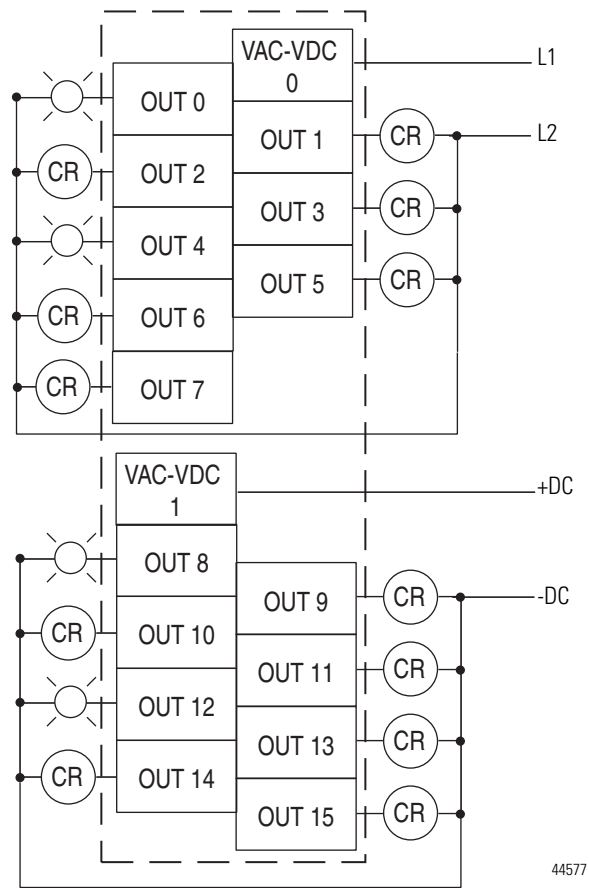 VAC-VDC
0
L1
OUT 0
OUT 1
CR
L2
CR
OUT 2
OUT 3
CR
OUT 4
OUT 5
CR
CR
OUT 6
CR
OUT 7
VAC-VDC
1
+DC
OUT 8
OUT 9
CR
-DC
CR
OUT 10
OUT 11
CR
OUT 12
OUT 13
CR
CR
OUT 14
OUT 15
CR
44577